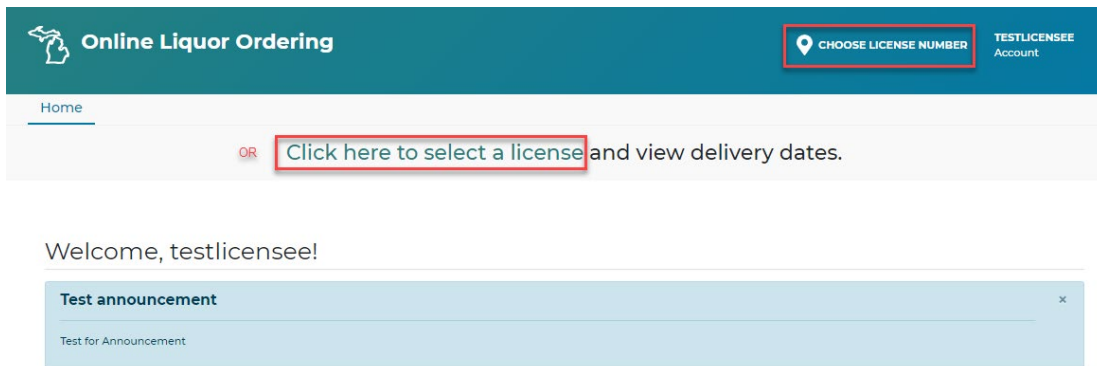 Online Liquor Ordering
CHOOSE LICENSE NUMBER
TESTLICENSEE
Account
Home
OR Click here to select a license and view delivery dates.
Welcome, testlicensee!
Test announcement ×
Test for Announcement